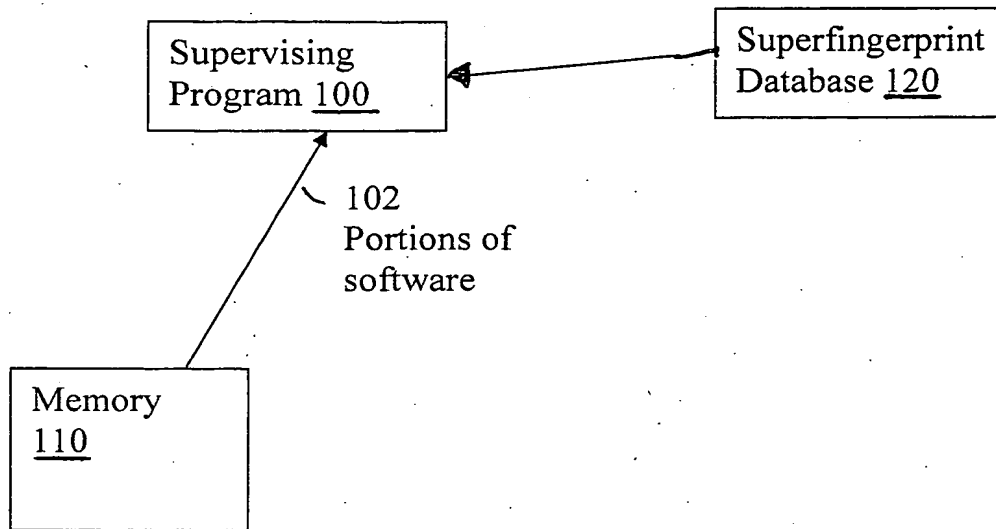 Supervising
Program 100
Superfingerprint
Database 120
102
Portions of
software
Memory
110